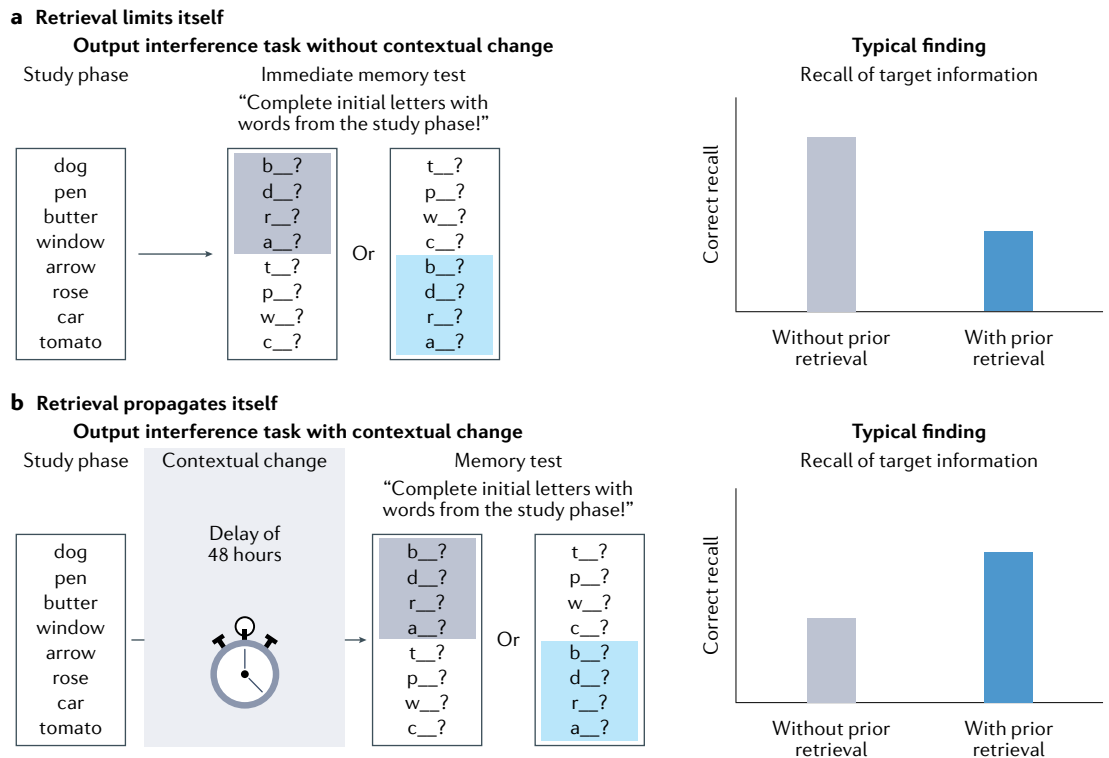 a Retrieval limits itself
Output interference task without contextual change
Study phase
Immediate memory test
“Complete initial letters with
words from the study phase!”
dog
pen
butter
window
arrow
rose
car
tomato
b__?
d__?
r__?
a__?
t__?
p__?
w__?
c__?
Or
t__?
p__?
w__?
c__?
b__?
d__?
r__?
a__?
Typical finding
Recall of target information
Correct recall
Without prior
retrieval
With prior
retrieval
b Retrieval propagates itself
Output interference task with contextual change
Study phase
Contextual change
Memory test
“Complete initial letters with
words from the study phase!”
dog
pen
butter
window
arrow
rose
car
tomato
Delay of
48 hours
b__?
d__?
r__?
a__?
t__?
p__?
w__?
c__?
Or
t__?
p__?
w__?
c__?
b__?
d__?
r__?
a__?
Typical finding
Recall of target information
Correct recall
Without prior
retrieval
With prior
retrieval